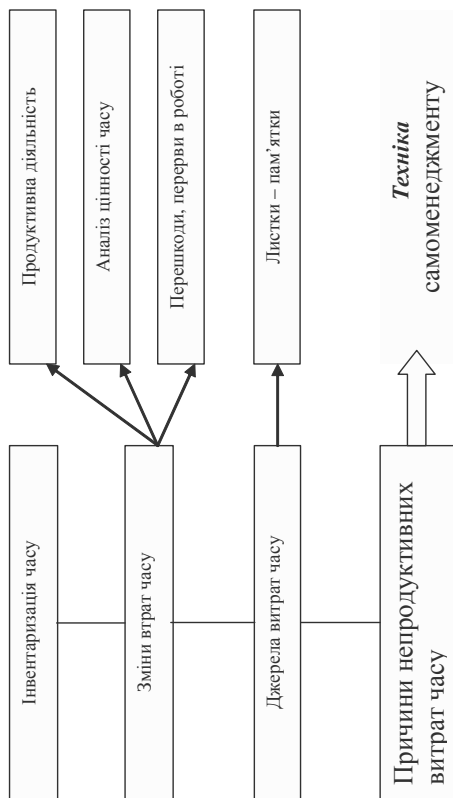 Інвентаризація часу
Зміни втрат часу
Джерела витрат часу
Причини непродуктивних
витрат часу
Продуктивна діяльність
Аналіз цінності часу
Перешкоди, перерви в роботі
Листки – пам’ятки
Техніка
самоменеджменту